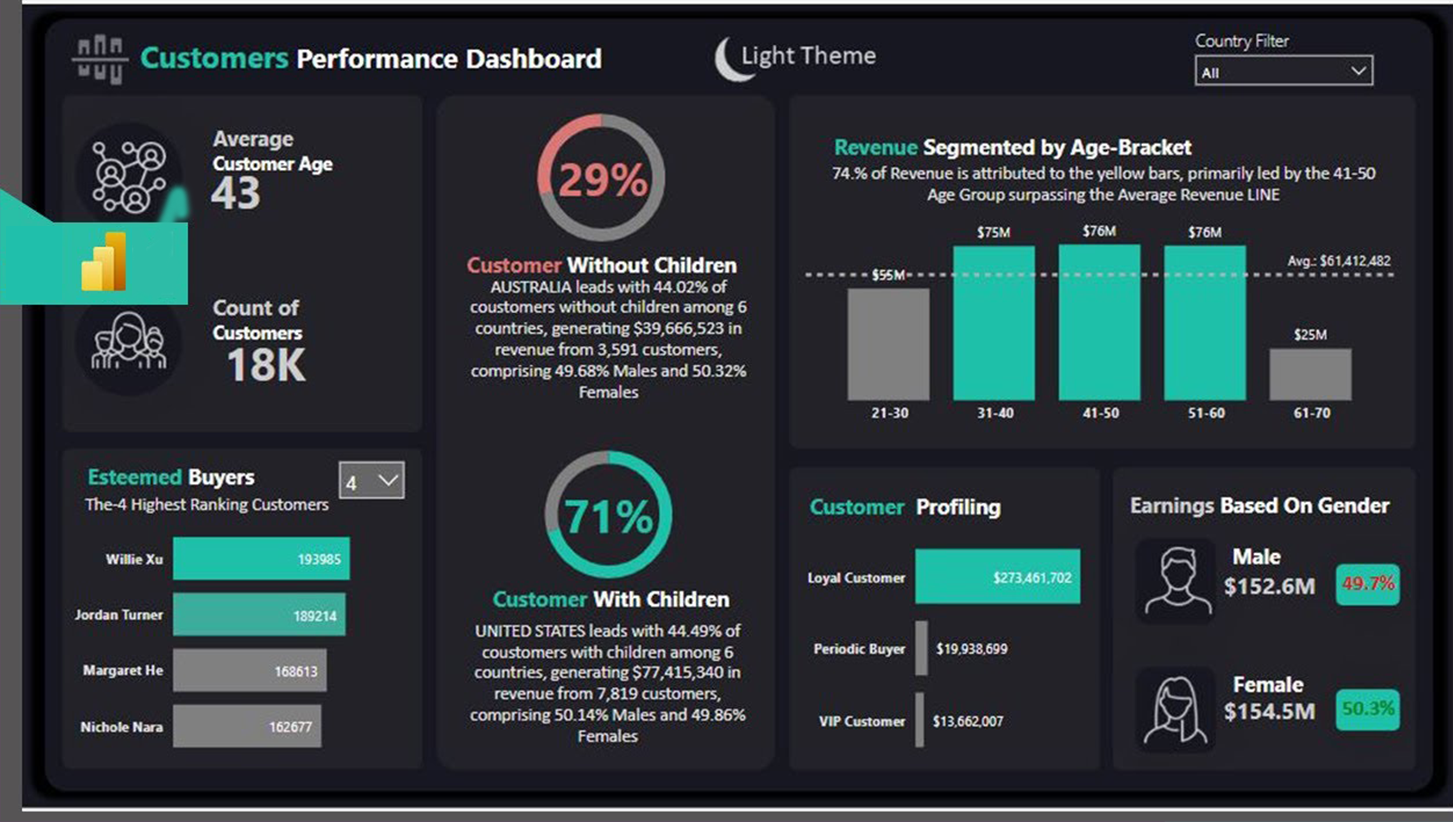 Customers Performance Dashboard
Light Theme
Country Filter
All
Average
Customer Age
43
Count of
Customers
18K
29%
Customer Without Children
AUSTRALIA leads with 44.02% of
coustomers without children among 6
countries, generating $39,666,523 in
revenue from 3,591 customers,
comprising 49.68% Males and 50.32%
Females
71%
Customer With Children
UNITED STATES leads with 44.49% of
coustomers with children among 6
countries, generating $77,415,340 in
revenue from 7,819 customers,
comprising 50.14% Males and 49.86%
Females
Revenue Segmented by Age-Bracket
74.% of Revenue is attributed to the yellow bars, primarily led by the 41-50
Age Group surpassing the Average Revenue LINE
$55M
$75M
$76M
$76M
$25M
Avg.: $61,412,482
21-30
31-40
41-50
51-60
61-70
Esteemed Buyers
4
The-4 Highest Ranking Customers
Willie Xu 193985
Jordan Turner 189214
Margaret He 168613
Nichole Nara 162677
Customer Profiling
Loyal Customer $273,461,702
Periodic Buyer $19,938,699
VIP Customer $13,662,007
Earnings Based On Gender
Male
$152.6M 49.7%
Female
$154.5M 50.3%